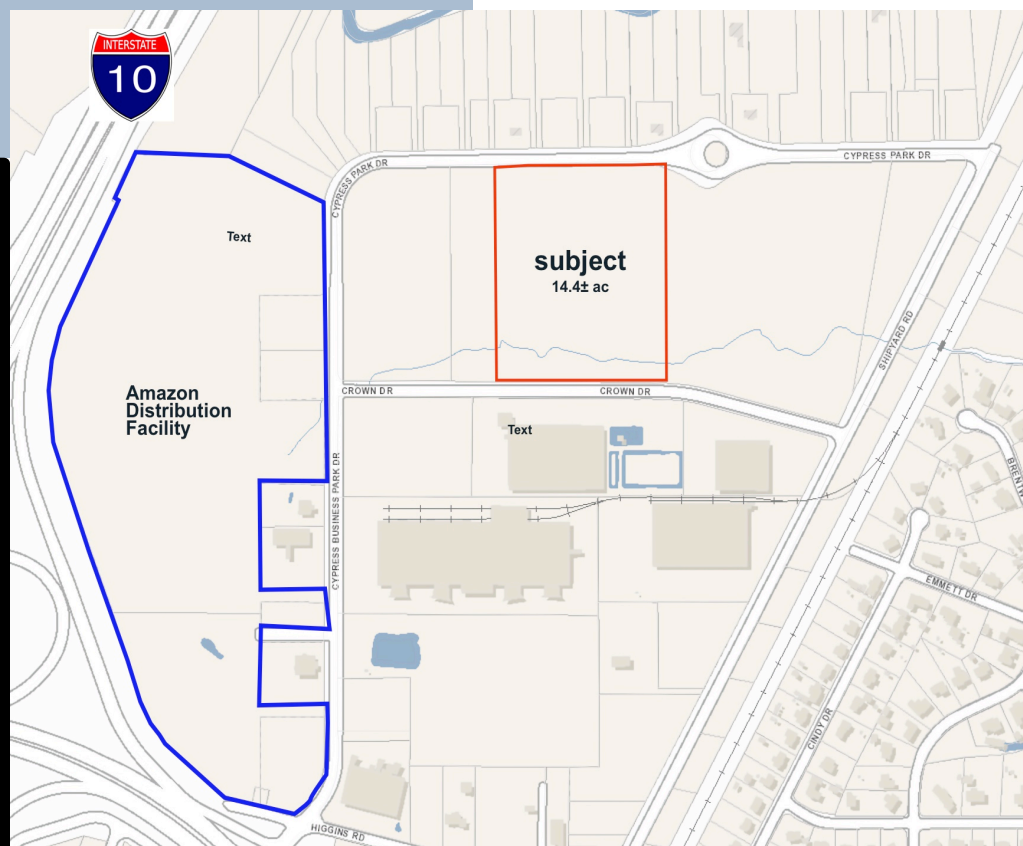 INTERSTATE
10
CYPRESS PARK DR
CYPRESS PARK DR
Text
subject
14.4± ac
SHIPYARD RD
Amazon
Distribution
Facility
CROWN DR
CROWN DR
Text
CYPRESS BUSINESS PARK DR
EMMETT DR
CINDY DR
HIGGINS RD